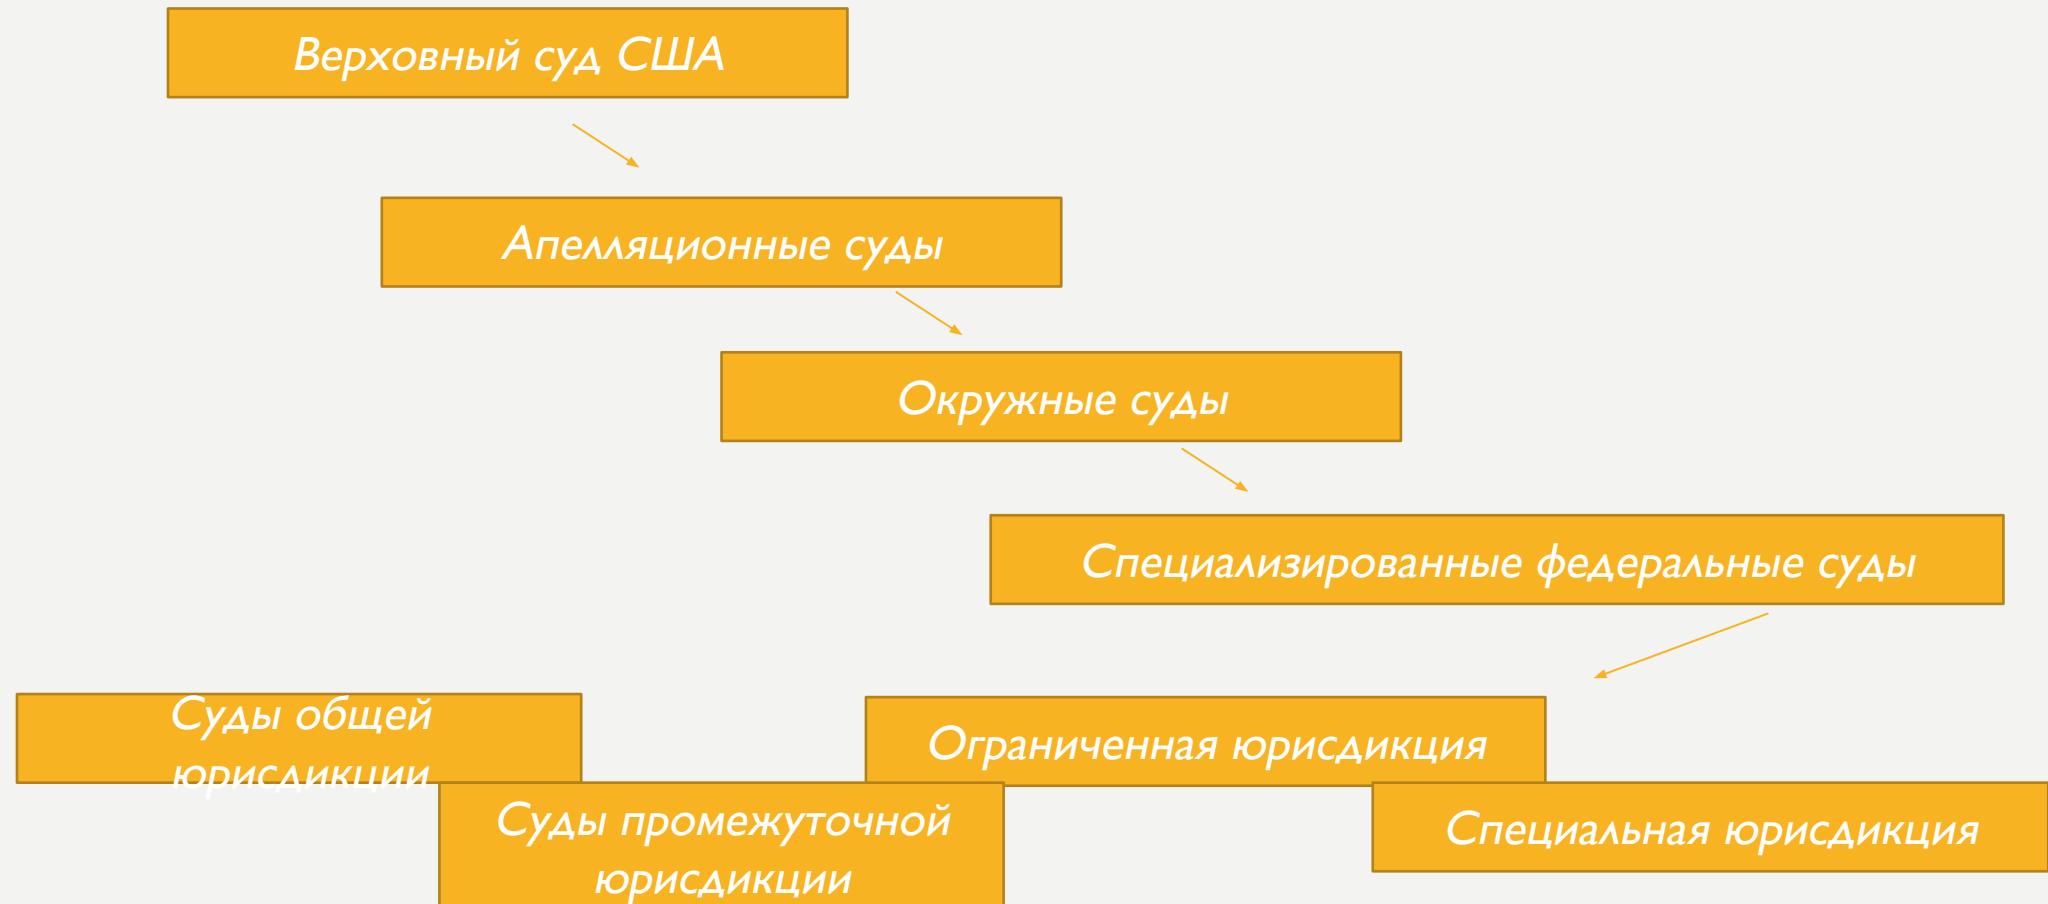 Верховный суд США
Апелляционные суды
Окружные суды
Специализированные федеральные суды
Суды общей
юрисдикции
Ограниченная юрисдикция
Суды промежуточной
юрисдикции
Специальная юрисдикция